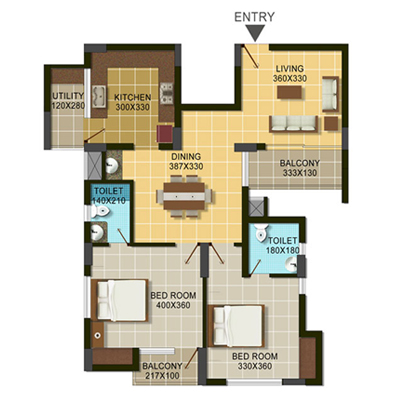 ENTRY
LIVING
360X330
KITCHEN
300X330
UTILITY
120X280
DINING
387X330
BALCONY
333X130
TOILET
140X210
TOILET
180X180
BED ROOM
400X360
BED ROOM
330X360
BALCONY
217X100